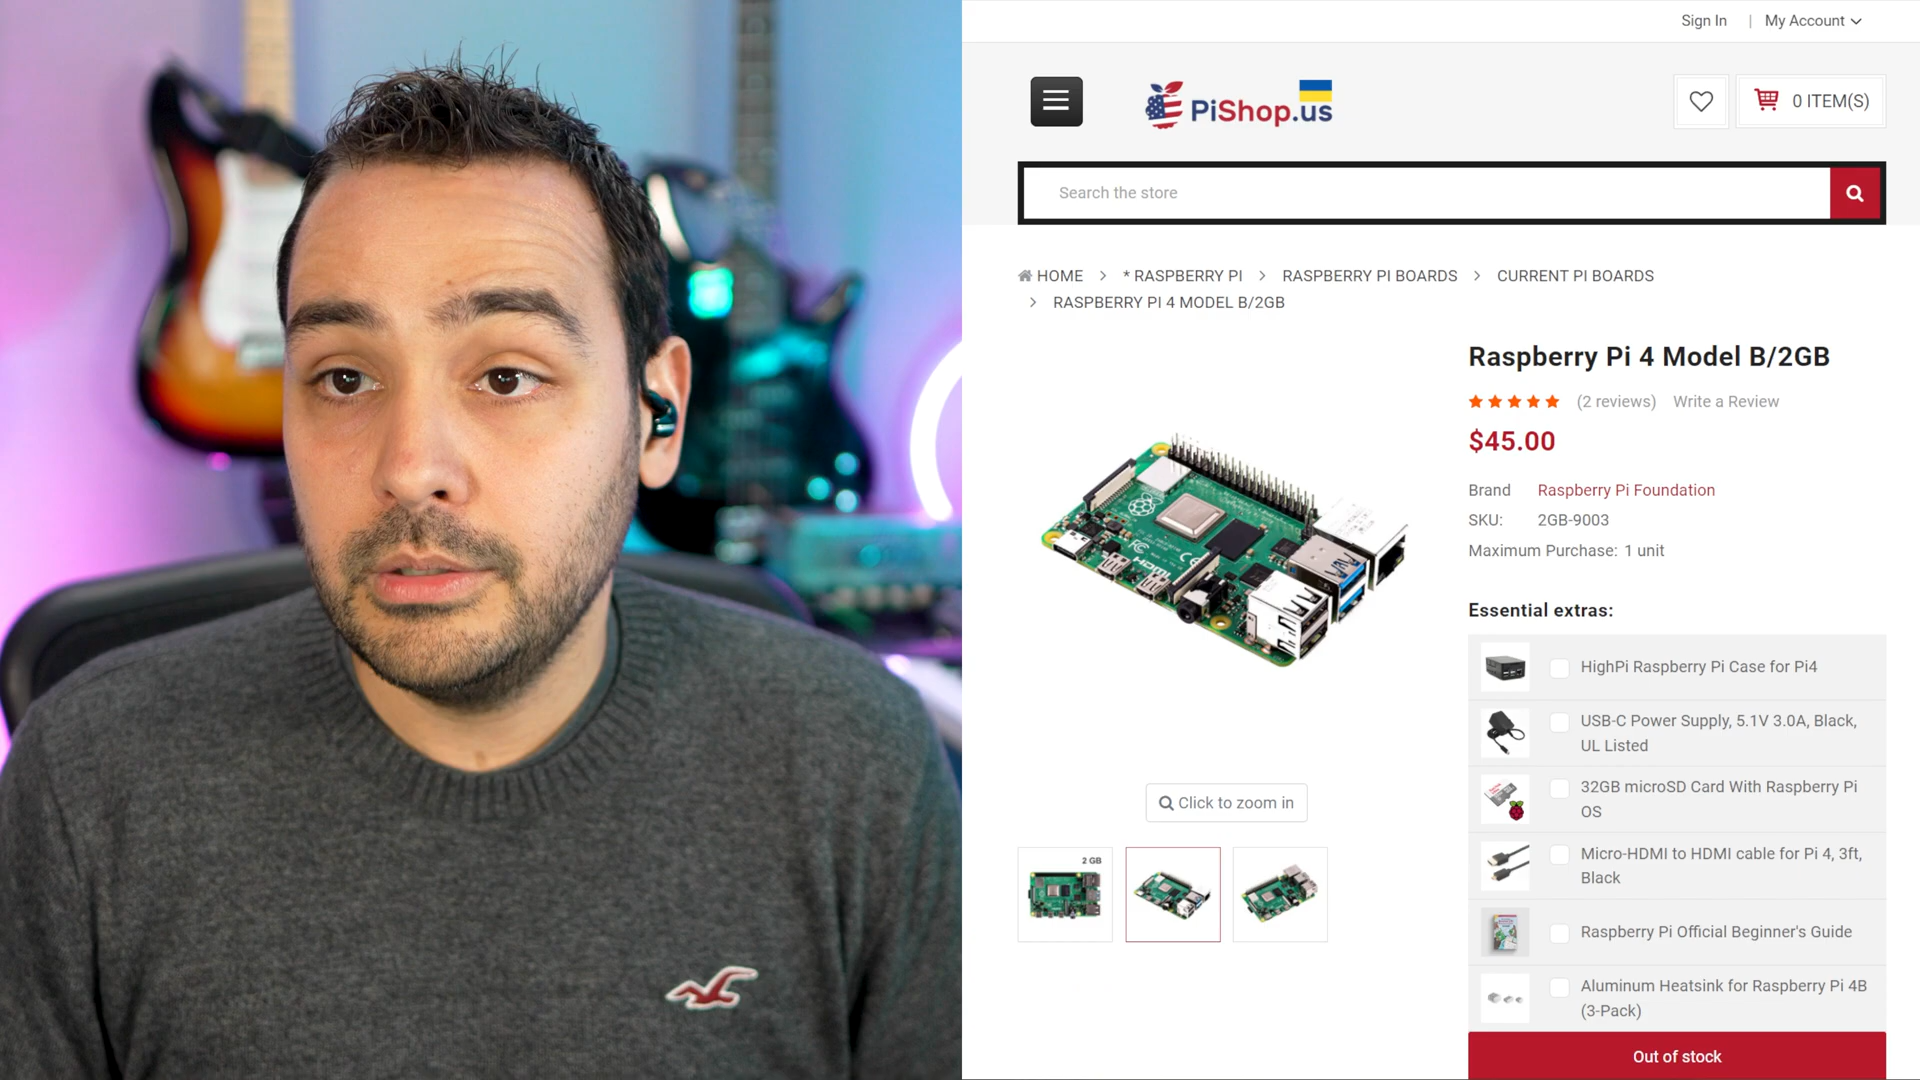 Sign In | My Account
PiShop.us
0 ITEM(S)
Search the store
HOME > * RASPBERRY PI > RASPBERRY PI BOARDS > CURRENT PI BOARDS
> RASPBERRY PI 4 MODEL B/2GB
Raspberry Pi 4 Model B/2GB
(2 reviews) Write a Review
$45.00
Brand Raspberry Pi Foundation
SKU: 2GB-9003
Maximum Purchase: 1 unit
Essential extras:
HighPi Raspberry Pi Case for Pi4
USB-C Power Supply, 5.1V 3.0A, Black,
UL Listed
32GB microSD Card With Raspberry Pi
OS
Micro-HDMI to HDMI cable for Pi 4, 3ft,
Black
Raspberry Pi Official Beginner's Guide
Aluminum Heatsink for Raspberry Pi 4B
(3-Pack)
Out of stock
FC CE
HDMI
Click to zoom in
2 GB